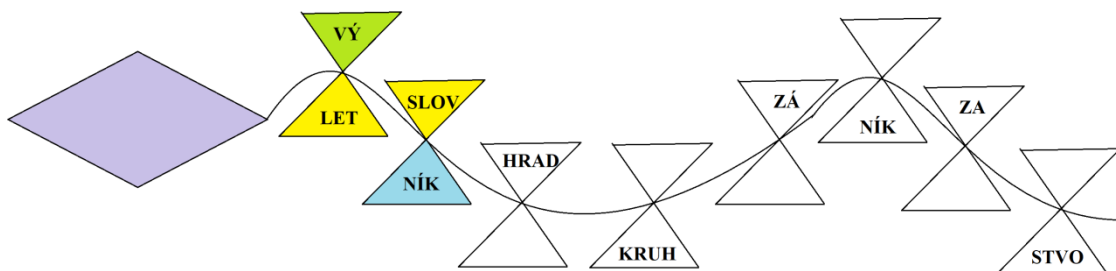 VÝ
LET
SLOV
NÍK
HRAD
KRUH
ZÁ
NÍK
ZA
STVO